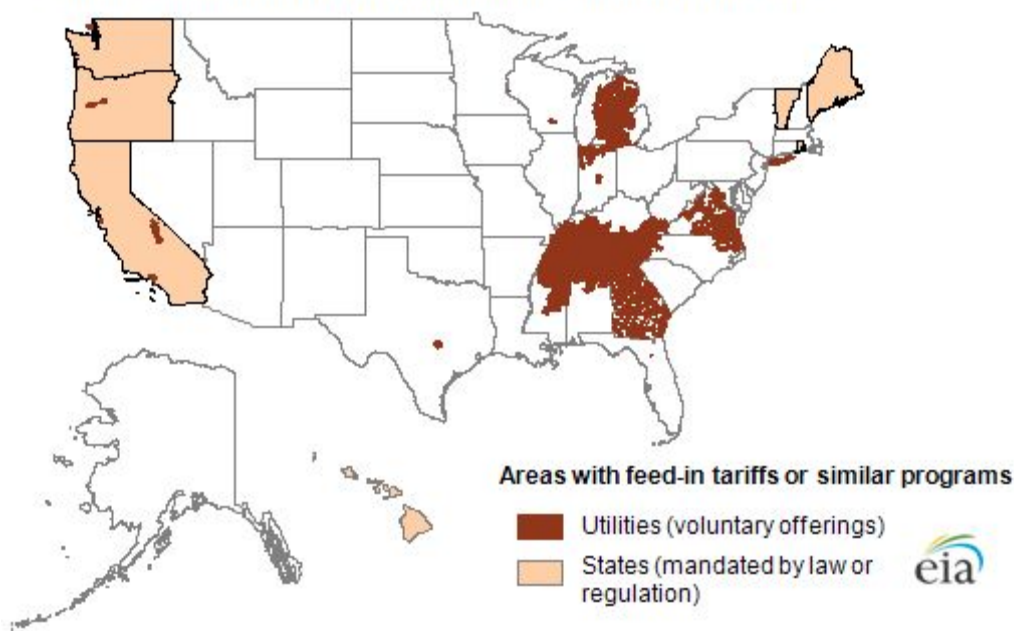 Areas with feed-in tariffs or similar programs
Utilities (voluntary offerings)
States (mandated by law or
regulation)
eia